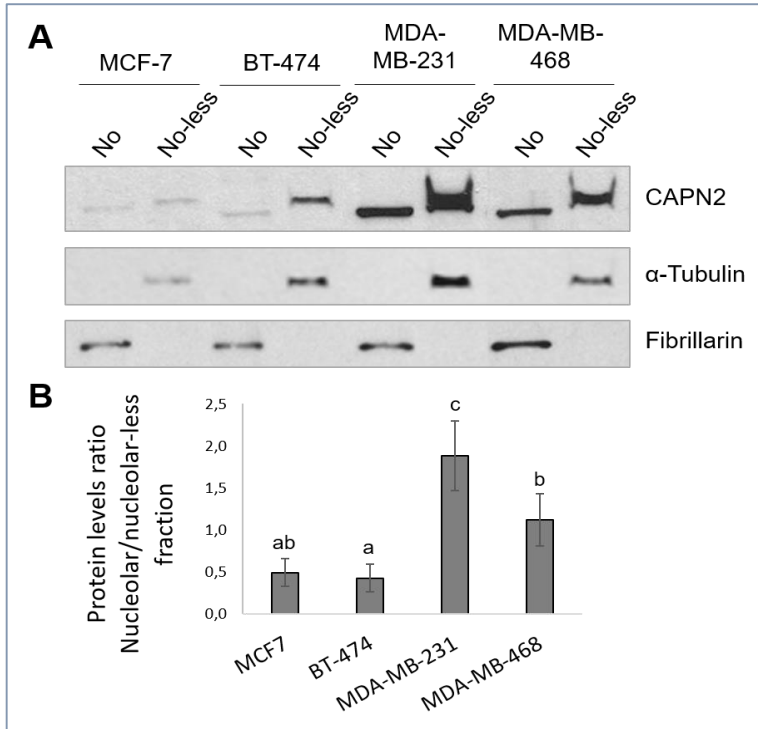 A
MCF-7
BT-474
MDA-
MB-231
MDA-MB-
468
No
No-less
No
No-less
No
No-less
No
No-less
CAPN2
α-Tubulin
Fibrillarin
B
Protein levels ratio
Nucleolar/nucleolar-less
fraction
2,5
2,0
1,5
1,0
0,5
0,0
ab
a
c
b
MCF7
BT-474
MDA-MB-231
MDA-MB-468